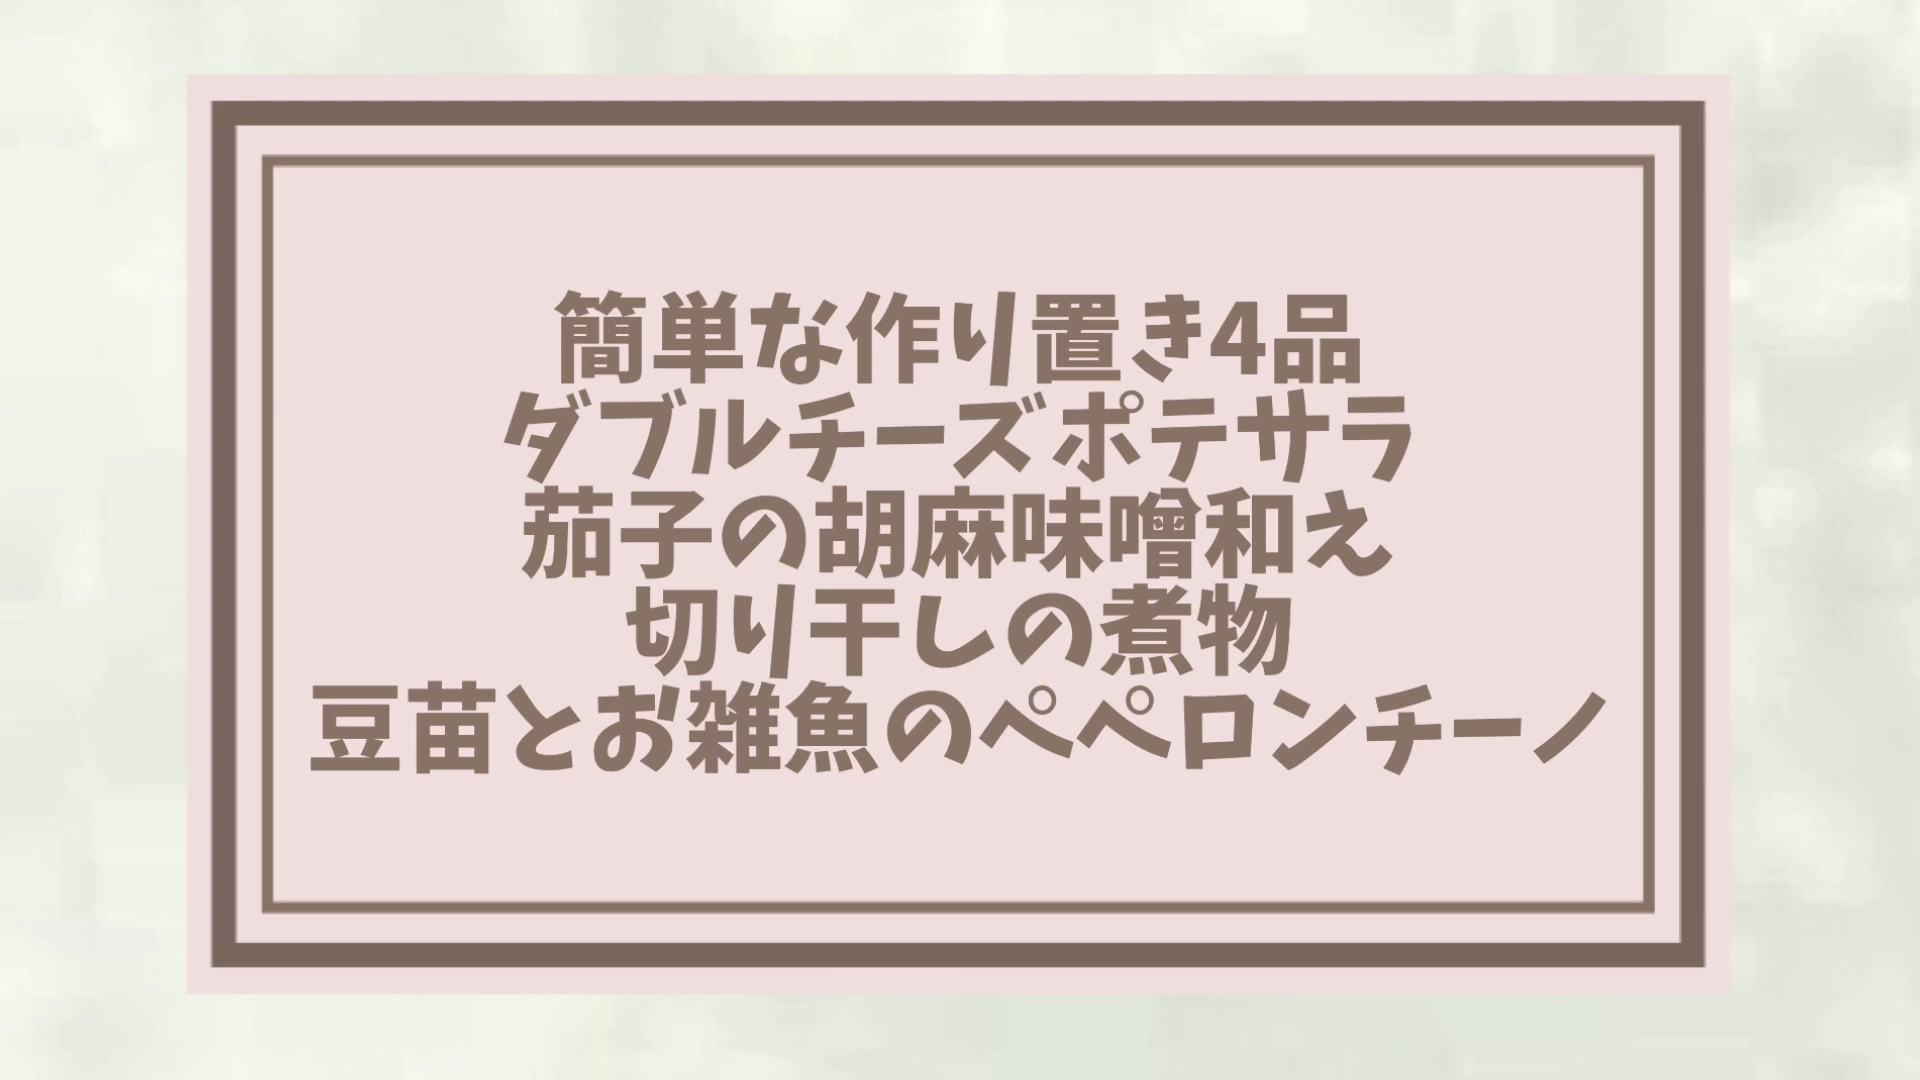 簡単な作り置き4品
ダブルチーズポテサラ
茄子の胡麻味噌和え
切り干しの煮物
豆苗とお雑魚のペペロンチーノ